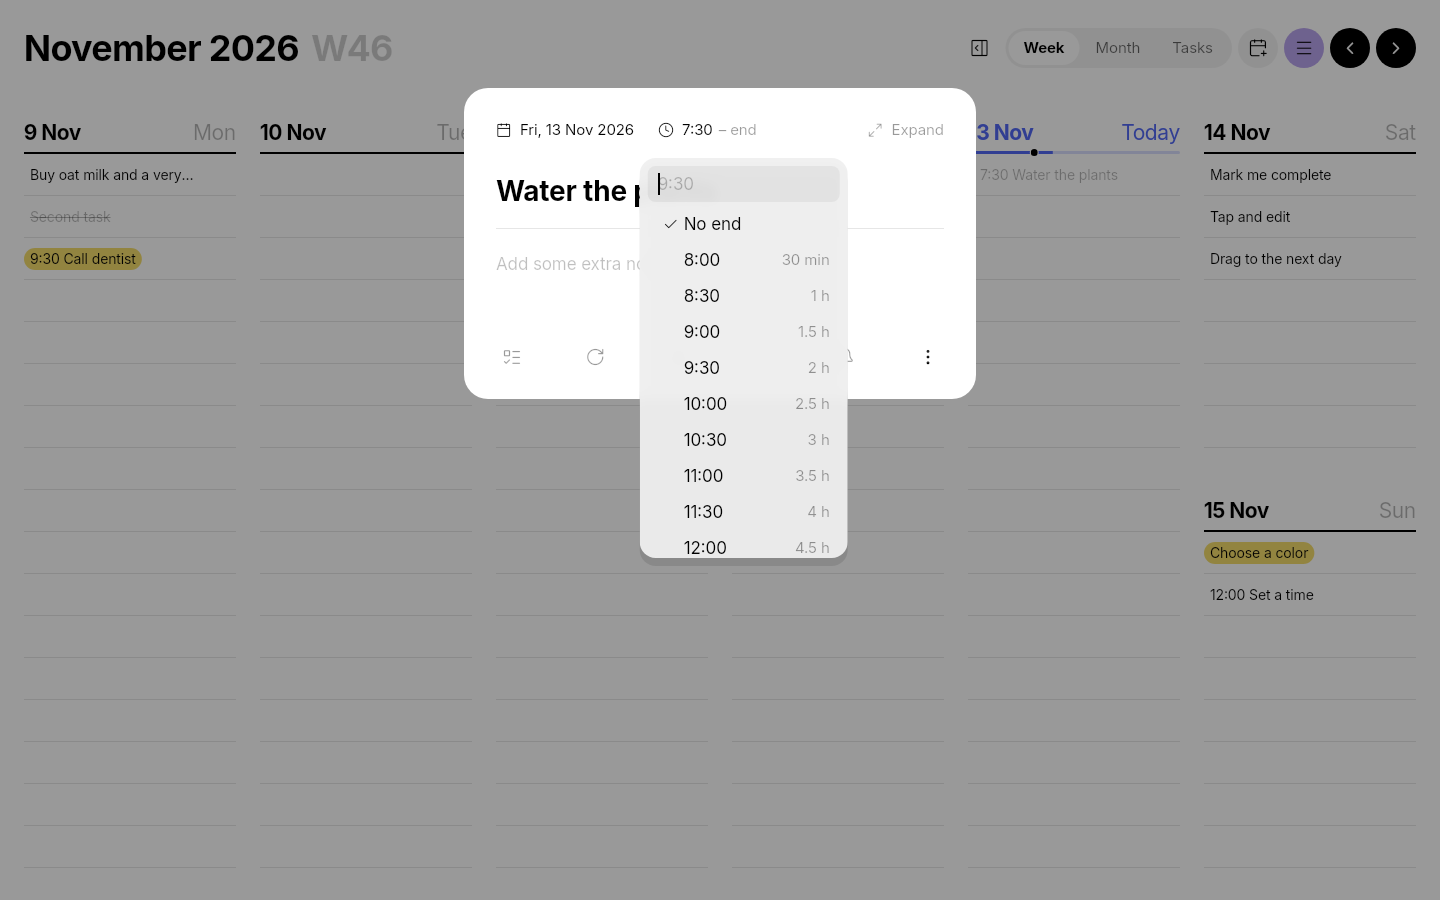 November 2026 W46
Week Month Tasks
9 Nov Mon
Buy oat milk and a very...
Second task
9:30 Call dentist
10 Nov Tue
3 Nov Today
7:30 Water the plants
14 Nov Sat
Mark me complete
Tap and edit
Drag to the next day
15 Nov Sun
Choose a color
12:00 Set a time
Fri, 13 Nov 2026 7:30 – end Expand
Water the
Add some extra
9:30
No end
8:00 30 min
8:30 1 h
9:00 1.5 h
9:30 2 h
10:00 2.5 h
10:30 3 h
11:00 3.5 h
11:30 4 h
12:00 4.5 h